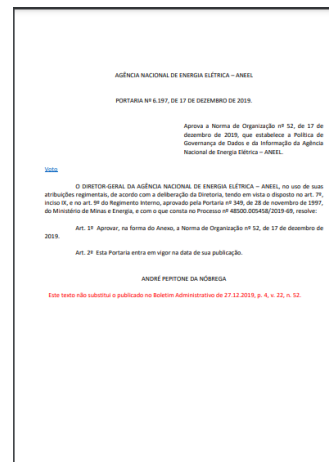 AGÊNCIA NACIONAL DE ENERGIA ELÉTRICA – ANEEL
PORTARIA Nº 6.197, DE 17 DE DEZEMBRO DE 2019.
Aprova a Norma de Organização nº 52, de 17 de
dezembro de 2019, que estabelece a Política de
Governança de Dados e da Informação da Agência
Nacional de Energia Elétrica – ANEEL.
Voto
O DIRETOR-GERAL DA AGÊNCIA NACIONAL DE ENERGIA ELÉTRICA – ANEEL, no uso de suas
atribuições regimentais, de acordo com a deliberação da Diretoria, tendo em vista o disposto no art. 7º,
inciso IX, e no art. 9º do Regimento Interno, aprovado pela Portaria nº 349, de 28 de novembro de 1997,
do Ministério de Minas e Energia, e com o que consta no Processo nº 48500.005458/2019-69, resolve:
Art. 1º Aprovar, na forma do Anexo, a Norma de Organização nº 52, de 17 de dezembro de
2019.
Art. 2º Esta Portaria entra em vigor na data de sua publicação.
ANDRÉ PEPITONE DA NÓBREGA
Este texto não substitui o publicado no Boletim Administrativo de 27.12.2019, p. 4, v. 22, n. 52.